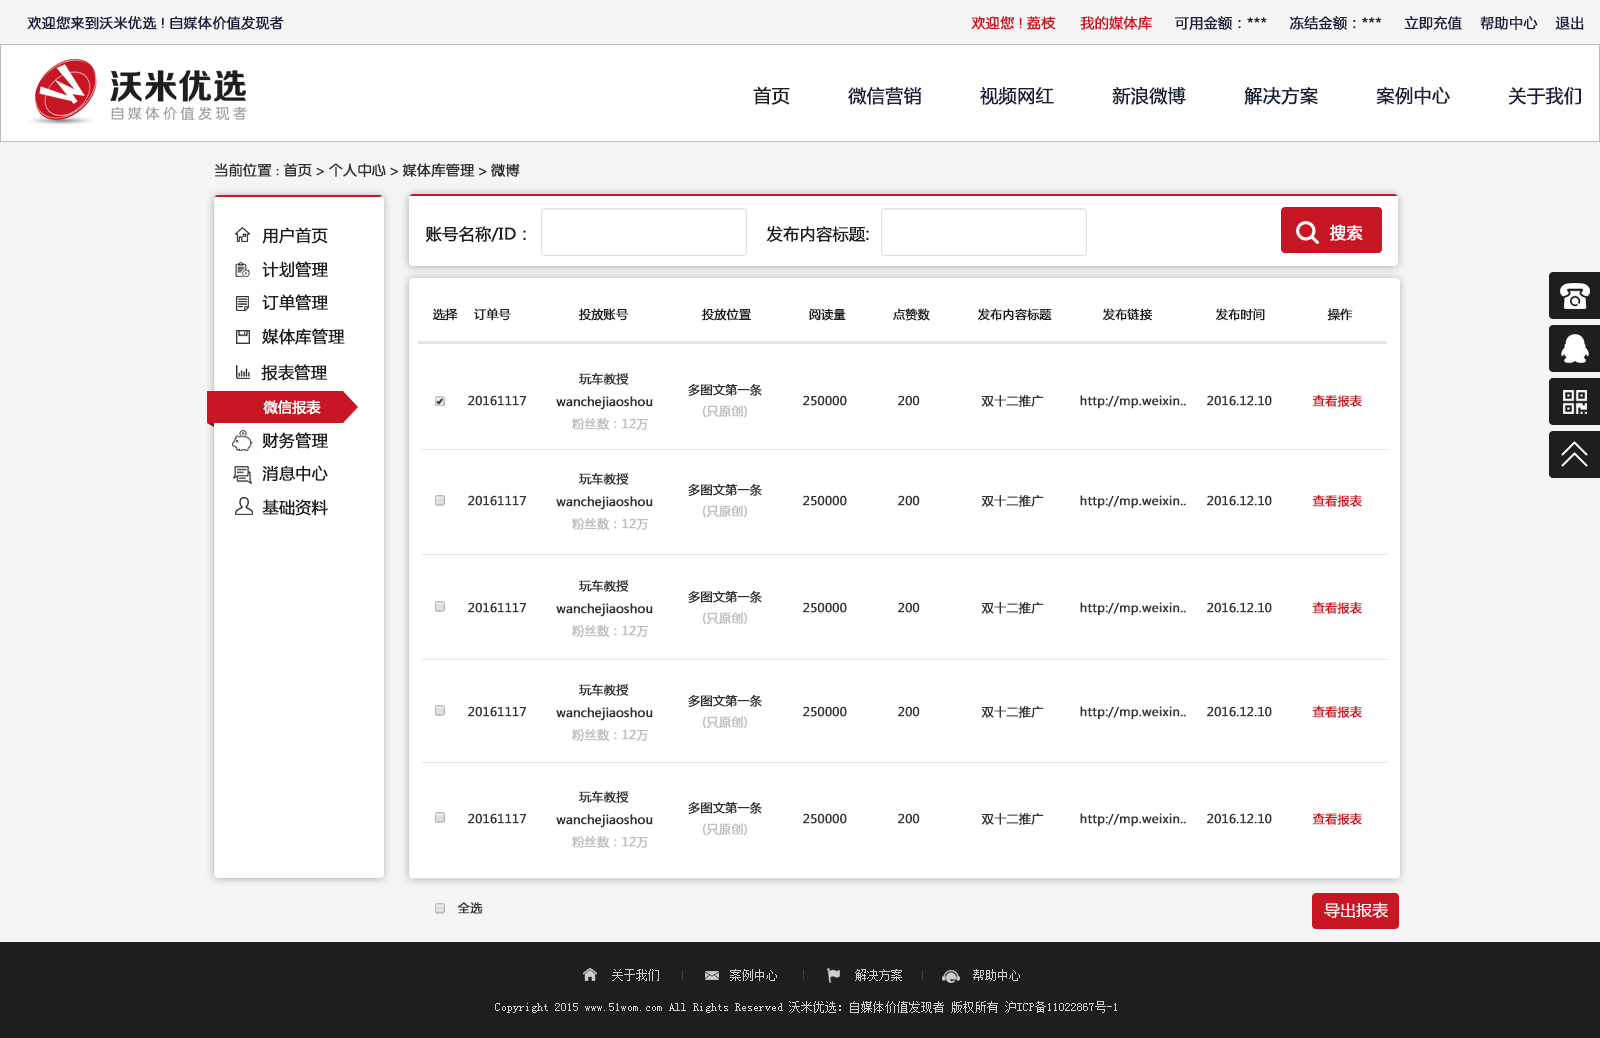 欢迎您来到沃米优选！自媒体价值发现者 欢迎您！荔枝 我的媒体库 可用金额：*** 冻结金额：*** 立即充值 帮助中心 退出
沃米优选
自媒体价值发现者
首页 微信营销 视频网红 新浪微博 解决方案 案例中心 关于我们
当前位置 : 首页 > 个人中心 > 媒体库管理 > 微博
用户首页
计划管理
订单管理
媒体库管理
报表管理
微信报表
财务管理
消息中心
基础资料
账号名称/ID： 发布内容标题: 搜索
选择 订单号 投放账号 投放位置 阅读量 点赞数 发布内容标题 发布链接 发布时间 操作
玩车教授
多图文第一条
20161117 wanchejiaoshou 250000 200 双十二推广 http://mp.weixin.. 2016.12.10 查看报表
(只原创)
粉丝数：12万
玩车教授
多图文第一条
20161117 wanchejiaoshou 250000 200 双十二推广 http://mp.weixin.. 2016.12.10 查看报表
(只原创)
粉丝数：12万
玩车教授
多图文第一条
20161117 wanchejiaoshou 250000 200 双十二推广 http://mp.weixin.. 2016.12.10 查看报表
(只原创)
粉丝数：12万
玩车教授
多图文第一条
20161117 wanchejiaoshou 250000 200 双十二推广 http://mp.weixin.. 2016.12.10 查看报表
(只原创)
粉丝数：12万
玩车教授
多图文第一条
20161117 wanchejiaoshou 250000 200 双十二推广 http://mp.weixin.. 2016.12.10 查看报表
(只原创)
粉丝数：12万
全选 导出报表
关于我们 案例中心 解决方案 帮助中心
Copyright 2015 www.51wom.com All Rights Reserved 沃米优选: 自媒体价值发现者 版权所有 沪ICP备11022867号-1